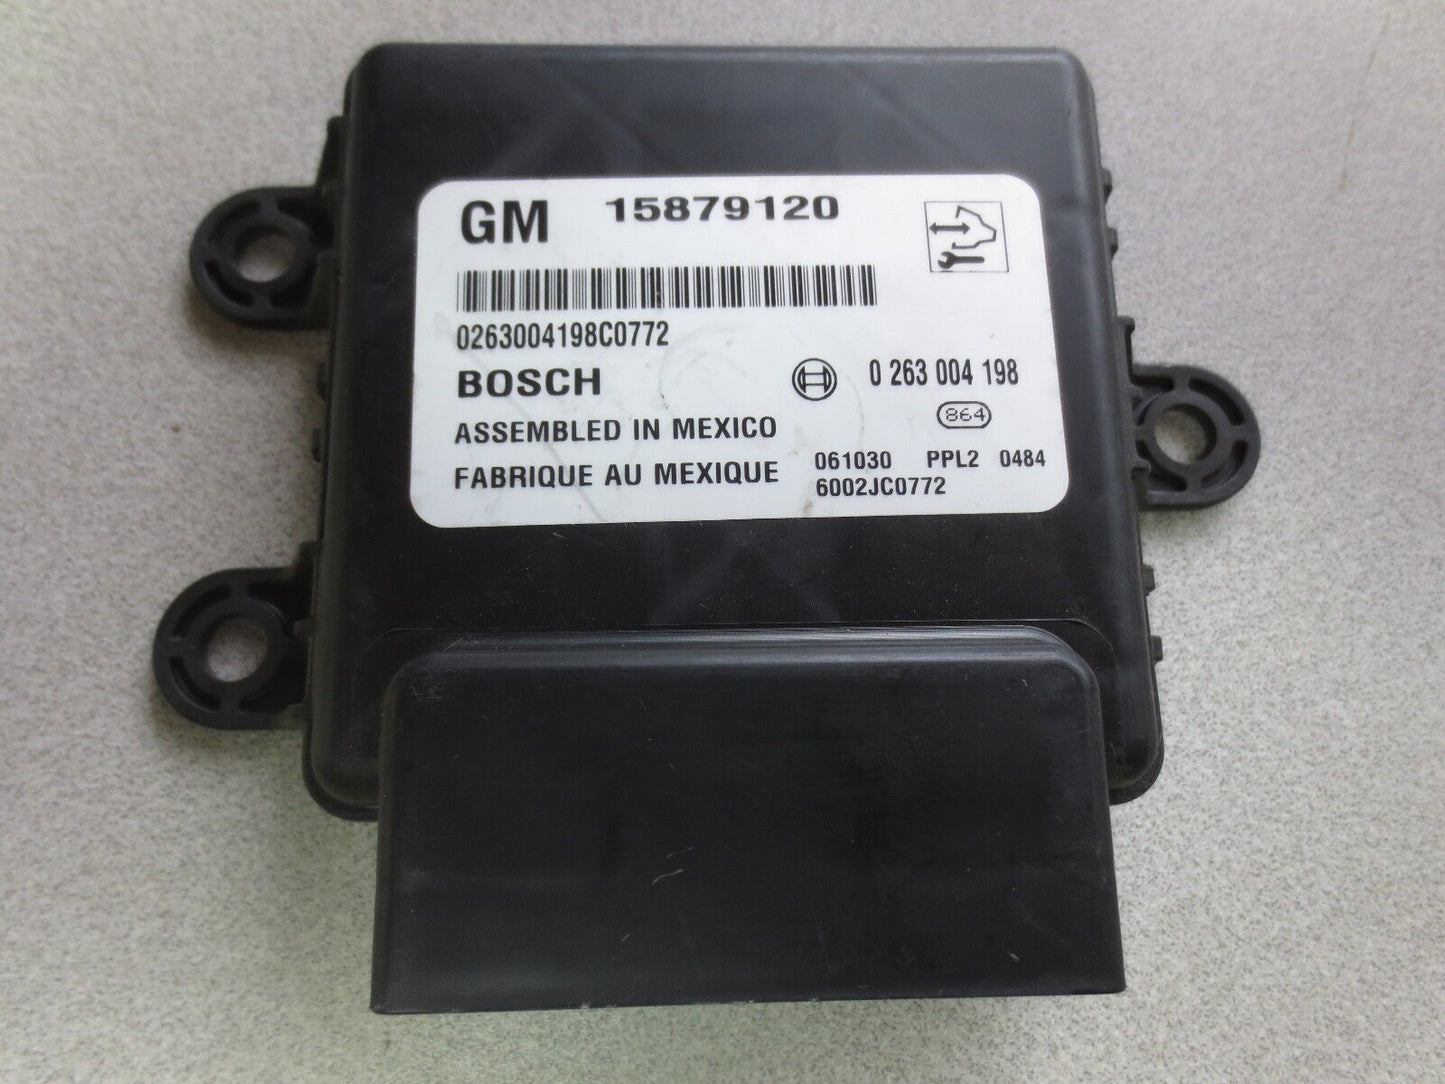 GM 15879120
0263004198C0772
BOSCH 0 263 004 198
864
ASSEMBLED IN MEXICO
FABRIQUE AU MEXIQUE
061030 PPL2 0484
6002JC0772